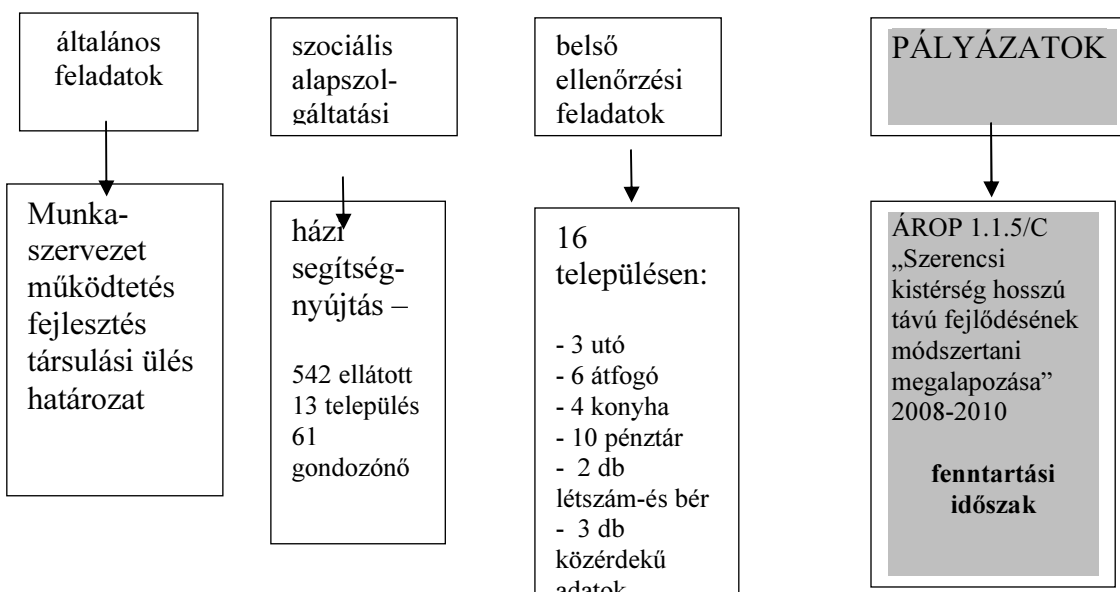 általános
feladatok
szociális
alapszol-
gáltatási
belső
ellenőrzési
feladatok
PÁLYÁZATOK
Munka-
szervezet
működtetés
fejlesztés
társulási ülés
határozat
házi
segítség-
nyújtás –
542 ellátott
13 település
61
gondozónő
16
településen:
- 3 utó
- 6 átfogó
- 4 konyha
- 10 pénztár
- 2 db
létszám-és bér
- 3 db
közérdekű
adatok
ÁROP 1.1.5/C
„Szerencsi
kistérség hosszú
távú fejlődésének
módszertani
megalapozása”
2008-2010
fenntartási
időszak